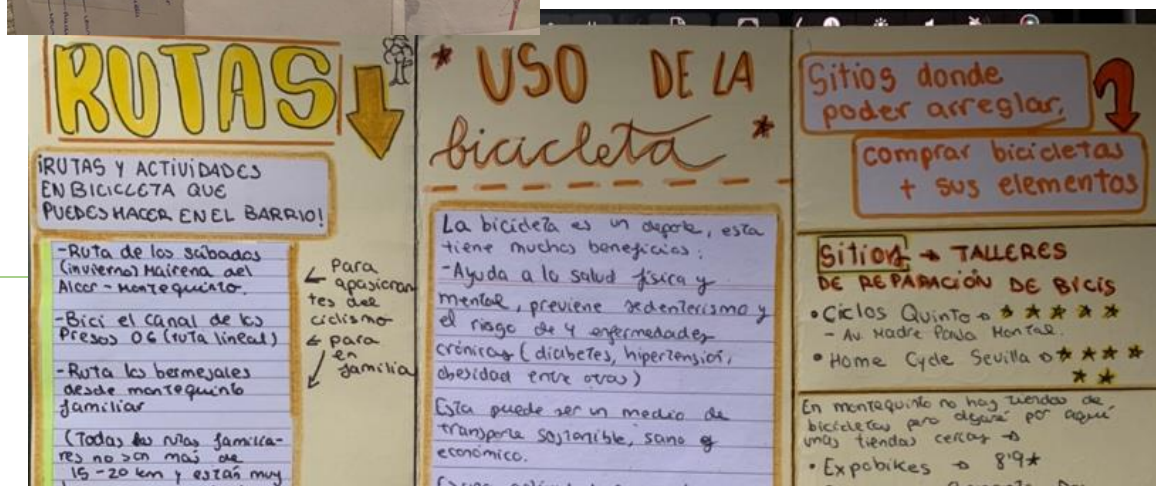 RUTAS
¡RUTAS Y ACTIVIDADES
EN BICICLETA QUE
PUEDES HACER EN EL BARRIO!
-Ruta de los sábados
(invierno) Mairena del
Alcor - Montequinto.
-Bici el Canal de los
Presos 06 (ruta lineal)
-Ruta los bermejales
desde montequinto
familiar
(Todas las rutas familia-
res no son mas de
15-20 km y están muy
Para
apasionan
tes del
ciclismo
para
en
familia
* USO DE LA
bicicleta *
La bicicleta es un deporte, esta
tiene muchos beneficios:
-Ayuda a la salud física y
mental, previene sedenterismo y
el riesgo de 4 enfermedades
crónicas (diabetes, hipertensión,
obesidad entre otras)
Esta puede ser un medio de
transporte sostenible, sano y
económico.
Sitios donde
poder arreglar,
comprar bicicletas
+ sus elementos
Sitios → TALLERES
DE REPARACIÓN DE BICIS
• Ciclos Quinto → ★ ★ ★ ★ ★
- Av. Madre Paula Montal.
• Home Cycle Sevilla → ★ ★ ★ ★
★ ★
En montequinto no hay tiendas de
bicicletas pero dejaré por aquí
unas tiendas cercas →
• Expobikes → 8'9★